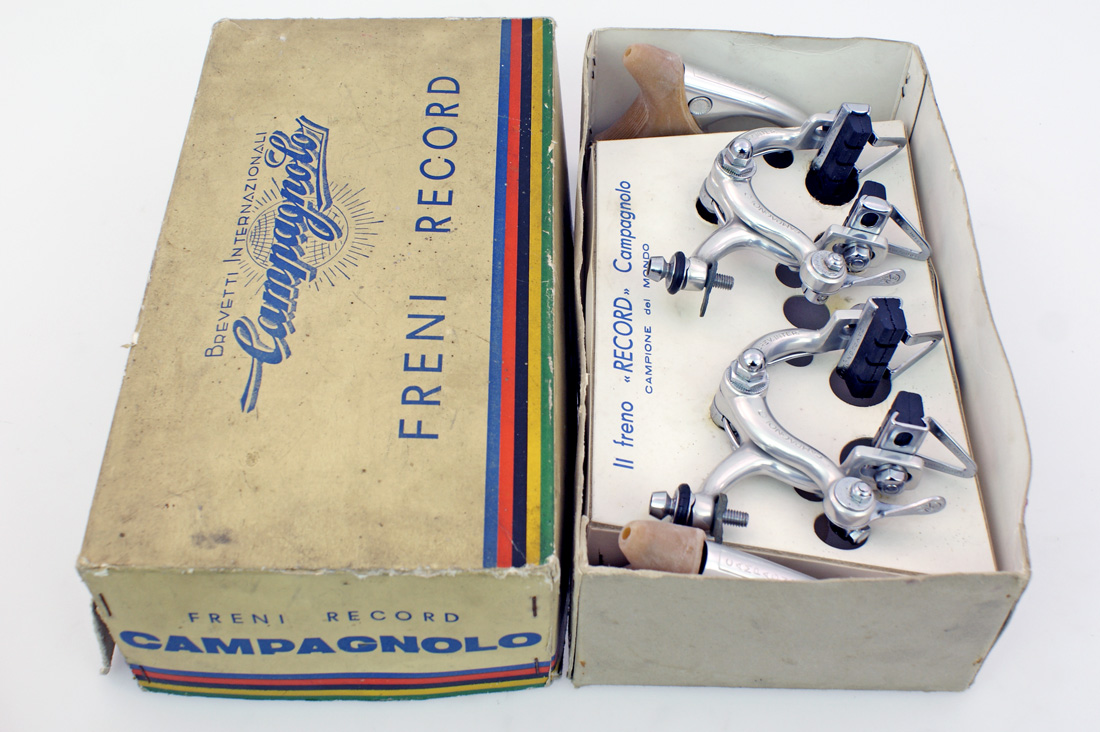 BREVETTI INTERNAZIONALI
Campagnolo
FRENI RECORD
FRENI RECORD
CAMPAGNOLO
Il freno «RECORD» Campagnolo
CAMPIONE del MONDO